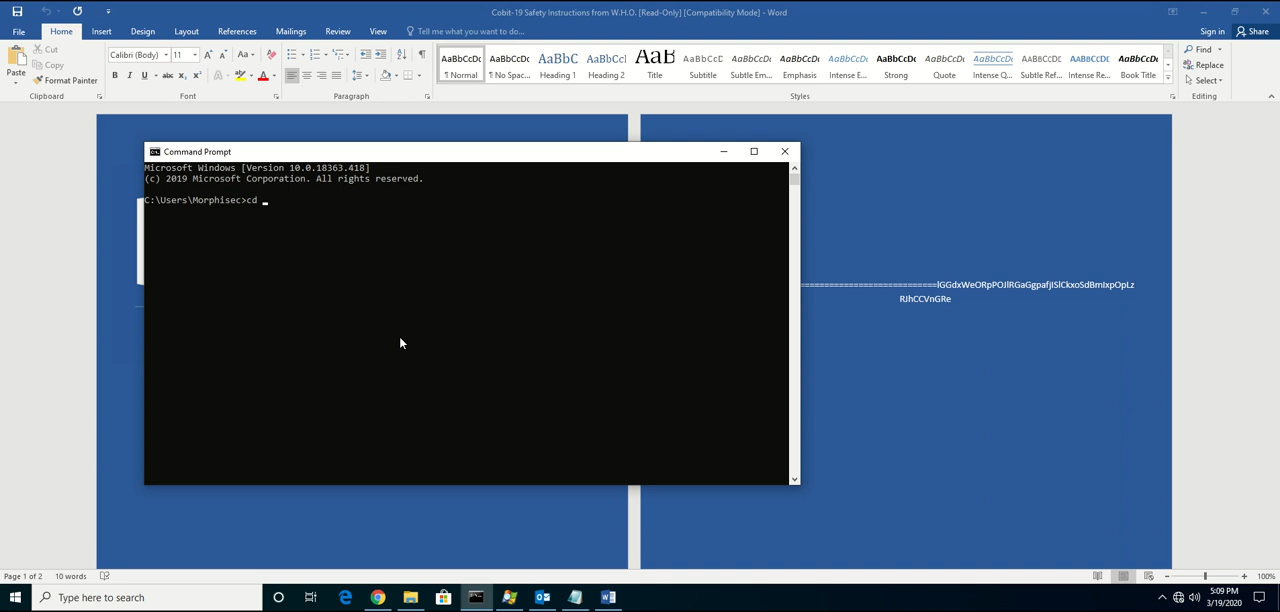 Cobit-19 Safety Instructions from W.H.O. [Read-Only] [Compatibility Mode] - Word
File Home Insert Design Layout References Mailings Review View Tell me what you want to do... Sign in Share
Paste
Cut
Copy
Format Painter
Clipboard
Calibri (Body) 11
Font
Paragraph
AaBbCcDc AaBbCcDc AaBbC AaBbCcI AaB AaBbCcD AaBbCcDc AaBbCcDc AaBbCcDc AaBbCcDc AaBbCcDc AaBbCcDc AaBbCcDc AaBbCcDc AaBbCcDc
¶ Normal ¶ No Spac... Heading 1 Heading 2 Title Subtitle Subtle Em... Emphasis Intense E... Strong Quote Intense Q... Subtle Ref... Intense Re... Book Title
Styles
Find
Replace
Select
Editing
Command Prompt
Microsoft Windows [Version 10.0.18363.418]
(c) 2019 Microsoft Corporation. All rights reserved.
C:\Users\Morphisec>cd
Page 1 of 2 10 words 100%
Type here to search
5:09 PM
3/19/2020